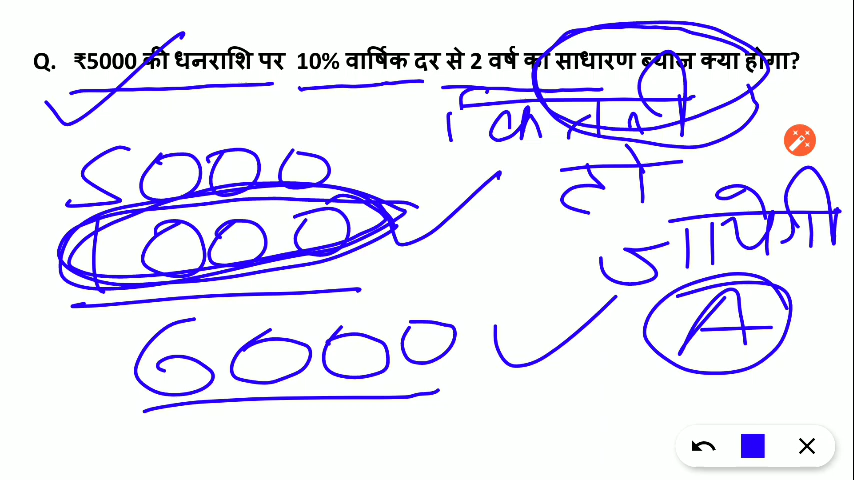 Q. ₹5000 की धनराशि पर 10% वार्षिक दर से 2 वर्ष का साधारण ब्याज क्या होगा?
कितनी
5000 हो
1000 जायेगी
6000 A